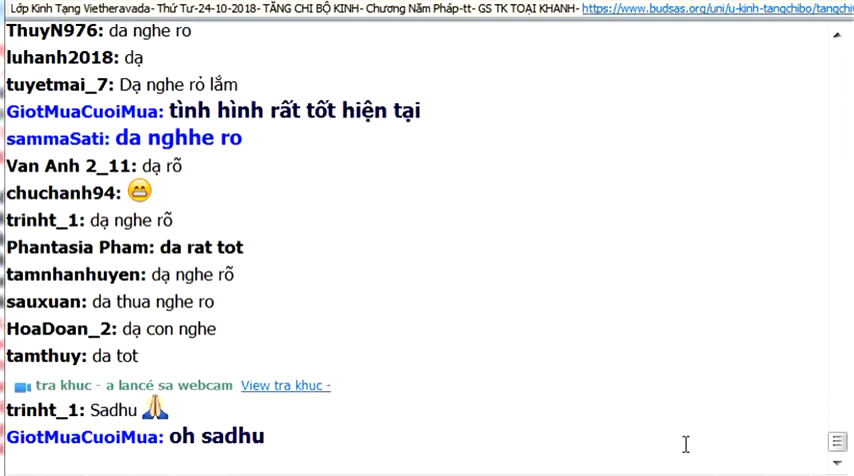 Lớp Kinh Tạng Vietheravada- Thứ Tư-24-10-2018- TĂNG CHI BỘ KINH- Chương Năm Pháp-tt- GS TK TOẠI KHANH- https://www.budsas.org/uni/u-kinh-tangchibo/tangchi
ThuyN976: da nghe ro
luhanh2018: dạ
tuyetmai_7: Dạ nghe rỏ lắm
GiotMuaCuoiMua: tình hình rất tốt hiện tại
sammaSati: da nghhe ro
Van Anh 2_11: dạ rõ
chuchanh94: 😁
trinht_1: dạ nghe rõ
Phantasia Pham: da rat tot
tamnhanhuyen: dạ nghe rõ
sauxuan: da thua nghe ro
HoaDoan_2: dạ con nghe
tamthuy: da tot
tra khuc - a lancé sa webcam View tra khuc -
trinht_1: Sadhu 🙏
GiotMuaCuoiMua: oh sadhu